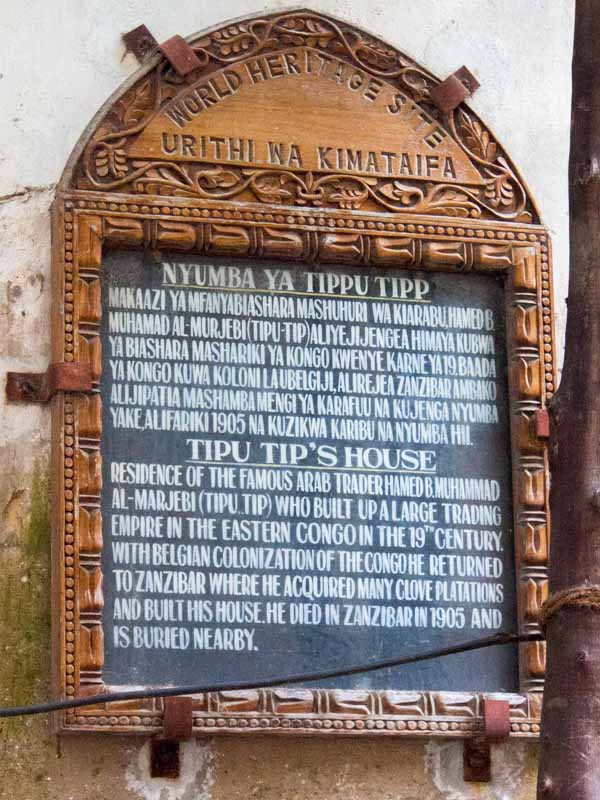 WORLD HERITAGE SITE
URITHI WA KIMATAIFA
NYUMBA YA TIPPU TIPP
MAKAAZI YA MFANYABIASHARA MASHUHURI WA KIARABU, HAMED B.
MUHAMAD AL-MURJEBI (TIPU-TIP) ALIYEJIJENGEA HIMAYA KUBWA
YA BIASHARA MASHARIKI YA KONGO KWENYE KARNE YA 19. BAADA
YA KONGO KUWA KOLONI LA UBELGIJI, ALIREJEA ZANZIBAR AMBAKO
ALIJIPATIA MASHAMBA MENGI YA KARAFUU NA KUJENGA NYUMBA
YAKE, ALIFARIKI 1905 NA KUZIKWA KARIBU NA NYUMBA HII.
TIPU TIP'S HOUSE
RESIDENCE OF THE FAMOUS ARAB TRADER HAMED B. MUHAMMAD
AL-MARJEBI (TIPU TIP) WHO BUILT UP A LARGE TRADING
EMPIRE IN THE EASTERN CONGO IN THE 19TH CENTURY.
WITH BELGIAN COLONIZATION OF THE CONGO HE RETURNED
TO ZANZIBAR WHERE HE ACQUIRED MANY CLOVE PLATATIONS
AND BUILT HIS HOUSE. HE DIED IN ZANZIBAR IN 1905 AND
IS BURIED NEARBY.